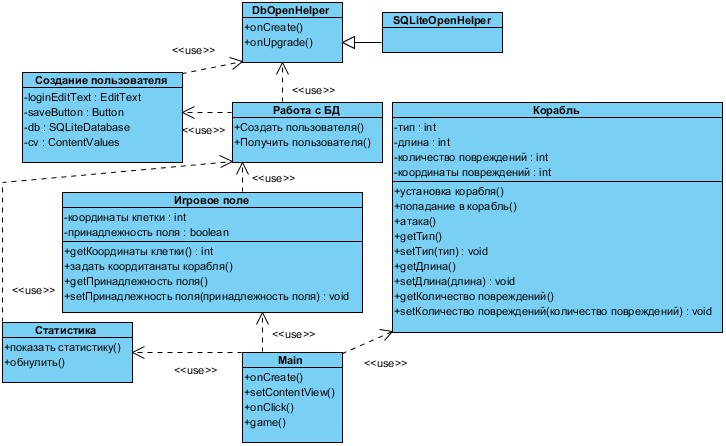 DbOpenHelper
+onCreate()
+onUpgrade()
SQLiteOpenHelper
<<use>>
Создание пользователя
-loginEditText : EditText
-saveButton : Button
-db : SQLiteDatabase
-cv : ContentValues
<<use>>
<<use>>
Работа с БД
+Создать пользователя()
+Получить пользователя()
Корабль
-тип : int
-длина : int
-количество повреждений : int
-координаты повреждений : int
+установка корабля()
+попадание в корабль()
+атака()
+getТип()
+setТип(тип) : void
+getДлина()
+setДлина(длина) : void
+getКоличество повреждений()
+setКоличество повреждений(количество повреждений) : void
<<use>>
Игровое поле
-координаты клетки : int
-принадлежность поля : boolean
+getКоординаты клетки() : int
+задать координтанаты корабля()
+getПринадлежность поля()
+setПринадлежность поля(принадлежность поля) : void
<<use>>
Статистика
+показать статистику()
+обнулить()
<<use>>
<<use>>
<<use>>
Main
+onCreate()
+setContentView()
+onClick()
+game()